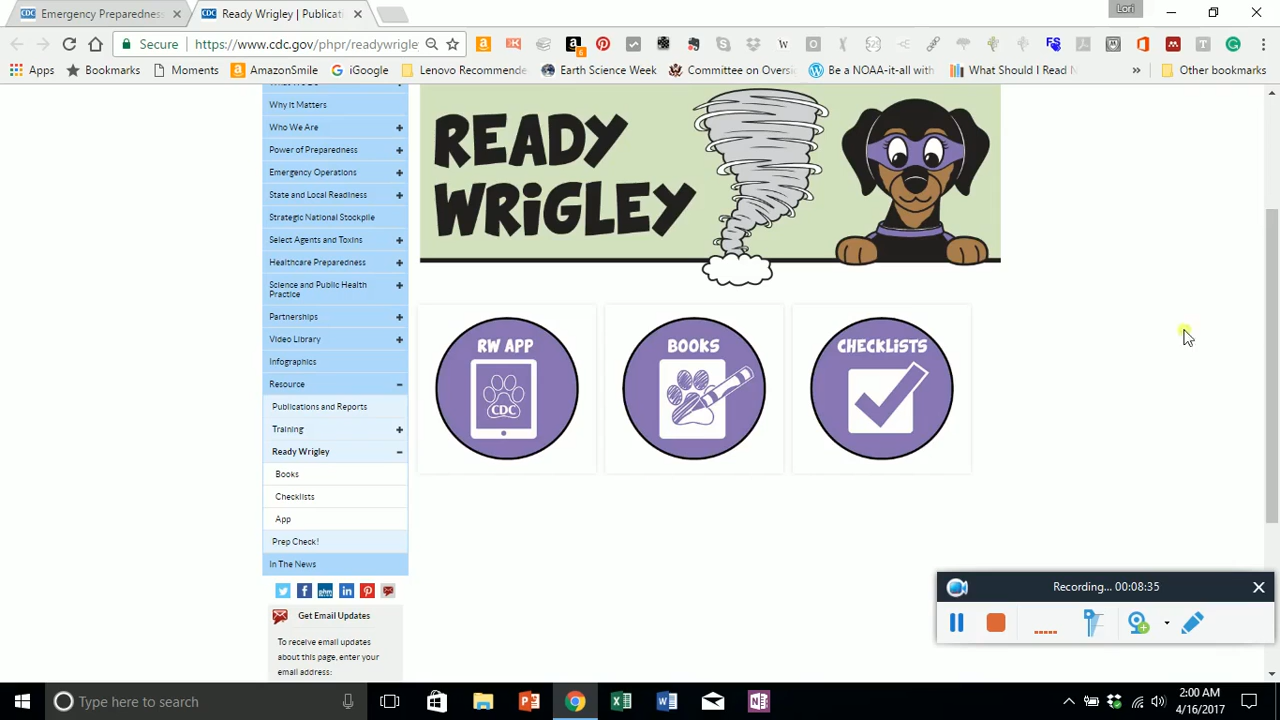 Lori
Emergency Preparedness
CDC Ready Wrigley | Publicati
Secure https://www.cdc.gov/phpr/readywrigle
Apps Bookmarks Moments AmazonSmile iGoogle Lenovo Recommende Earth Science Week Committee on Oversi Be a NOAA-it-all with What Should I Read N » Other bookmarks
Why It Matters
Who We Are
Power of Preparedness
Emergency Operations
State and Local Readiness
Strategic National Stockpile
Select Agents and Toxins
Healthcare Preparedness
Science and Public Health
Practice
Partnerships
Video Library
Infographics
Resource
Publications and Reports
Training
Ready Wrigley
Books
Checklists
App
Prep Check!
In The News
Get Email Updates
To receive email updates
about this page, enter your
email address:
READY
WRiGLEY
RW APP
CDC
BOOKS
CHECKLiSTS
Recording... 00:08:35
Type here to search
2:00 AM
4/16/2017